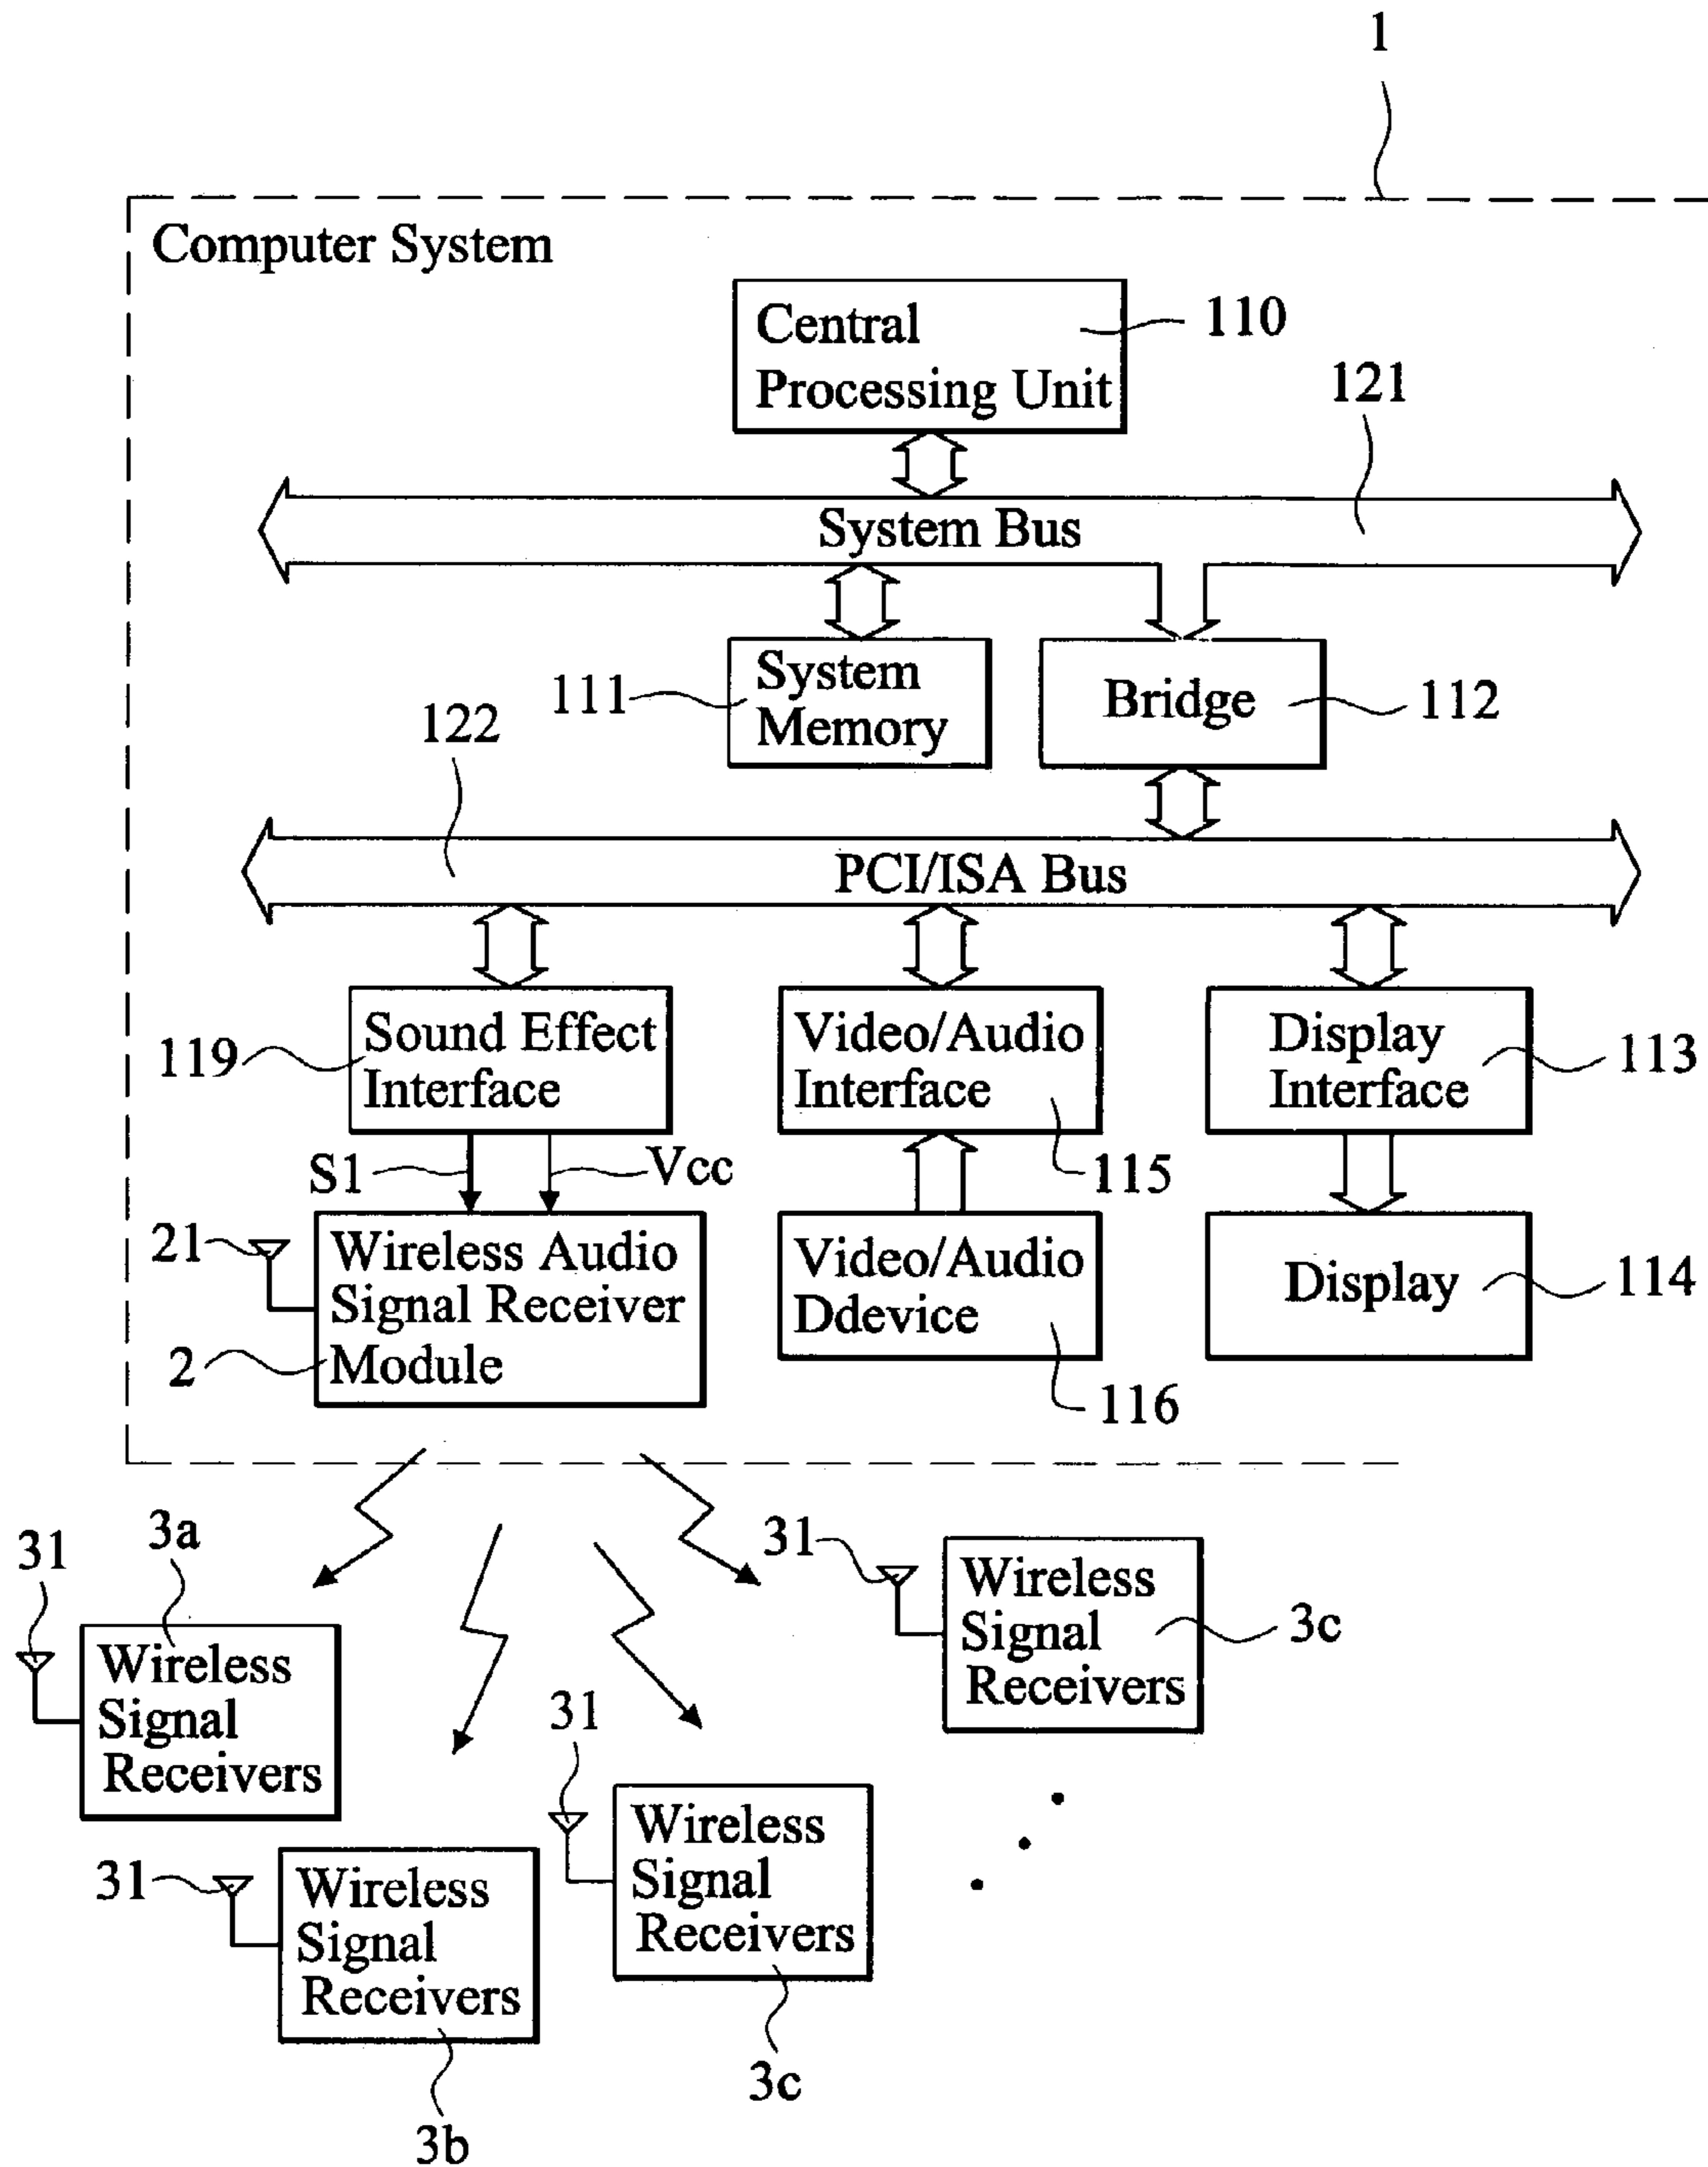 1
Computer System
Central
Processing Unit
110
121
System Bus
111
System
Memory
Bridge
112
122
PCI/ISA Bus
119
Sound Effect
Interface
Video/Audio
Interface
115
Display
Interface
113
S1
Vcc
21
Wireless Audio
Signal Receiver
Module
2
Video/Audio
Ddevice
116
Display
114
31
3a
Wireless
Signal
Receivers
31
Wireless
Signal
Receivers
3c
31
Wireless
Signal
Receivers
3b
31
Wireless
Signal
Receivers
3c